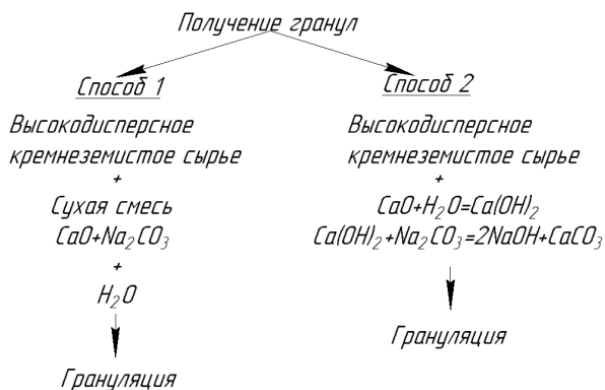 Получение гранул
Способ 1
Высокодисперсное
кремнеземистое сырье
+
Сухая смесь
CaO+Na₂CO₃
+
H₂O
Грануляция
Способ 2
Высокодисперсное
кремнеземистое сырье
+
CaO+H₂O=Ca(OH)₂
Ca(OH)₂+Na₂CO₃=2NaOH+CaCO₃
Грануляция